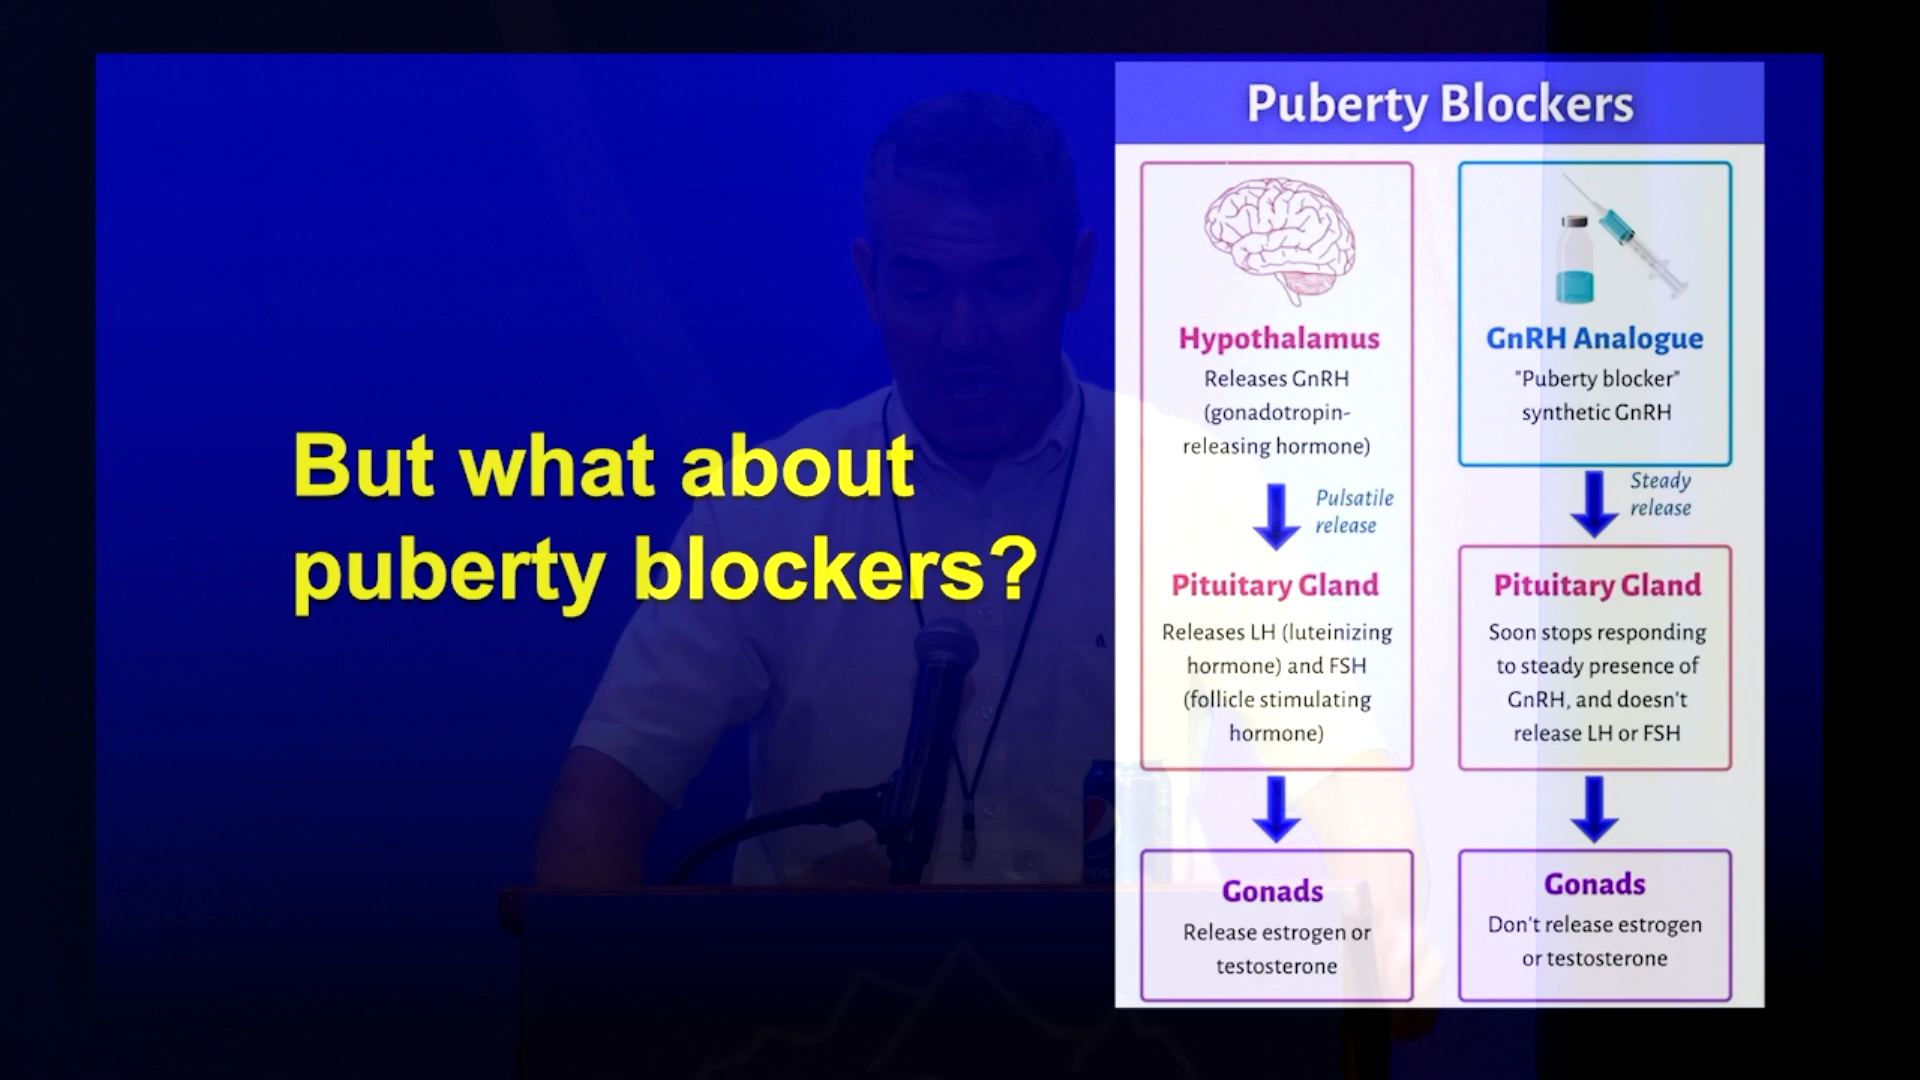 But what about
puberty blockers?
Puberty Blockers
Hypothalamus
Releases GnRH
(gonadotropin-
releasing hormone)
Pulsatile
release
Pituitary Gland
Releases LH (luteinizing
hormone) and FSH
(follicle stimulating
hormone)
Gonads
Release estrogen or
testosterone
GnRH Analogue
"Puberty blocker"
synthetic GnRH
Steady
release
Pituitary Gland
Soon stops responding
to steady presence of
GnRH, and doesn't
release LH or FSH
Gonads
Don't release estrogen
or testosterone